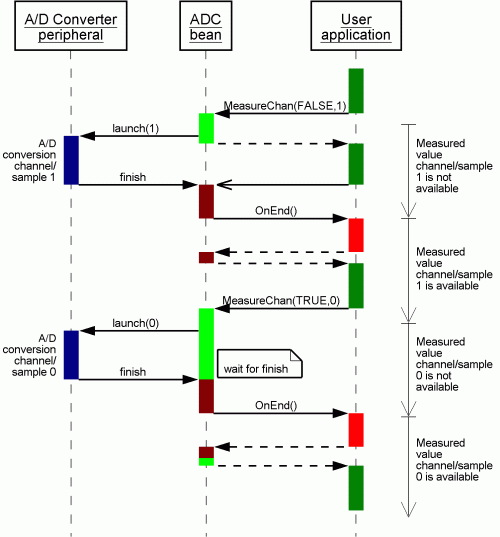 A/D Converter
peripheral
ADC
bean
User
application
MeasureChan(FALSE,1)
launch(1)
A/D
conversion
channel/
sample 1
finish
Measured
value
channel/sample
1 is not
available
OnEnd()
Measured
value
channel/sample
1 is available
MeasureChan(TRUE,0)
launch(0)
A/D
conversion
channel/
sample 0
wait for finish
finish
Measured
value
channel/sample
0 is not
available
OnEnd()
Measured
value
channel/sample
0 is available